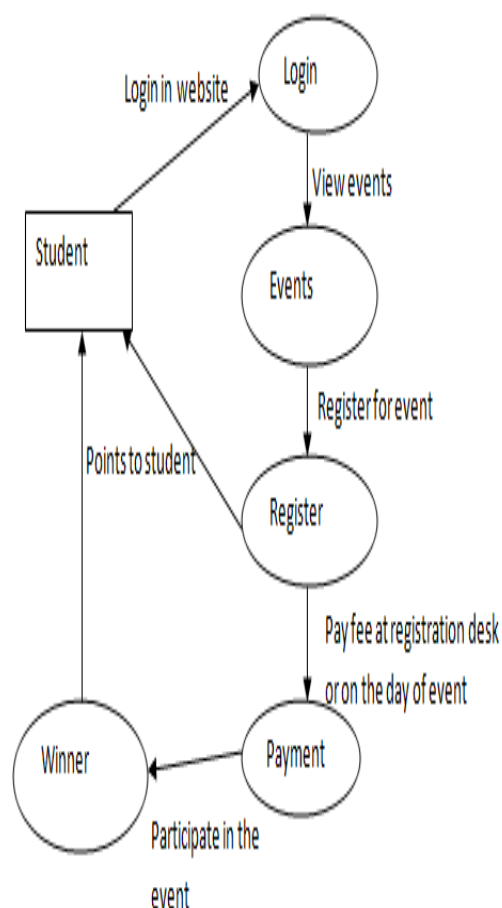 Login
Login in website
View events
Student
Events
Register for event
Points to student
Register
Pay fee at registration desk
or on the day of event
Winner
Payment
Participate in the
event